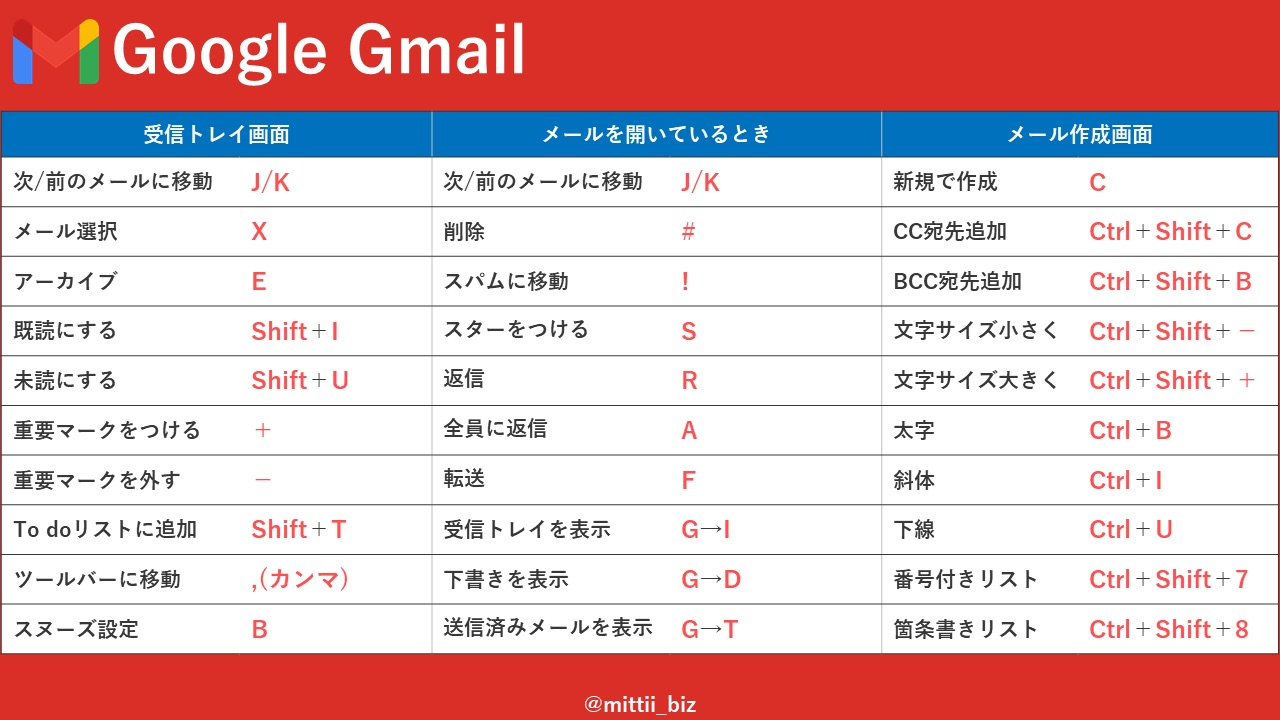 Google Gmail
受信トレイ画面 メールを開いているとき メール作成画面
次/前のメールに移動 J/K 次/前のメールに移動 J/K 新規で作成 C
メール選択 X 削除 # CC宛先追加 Ctrl+Shift+C
アーカイブ E スパムに移動 ! BCC宛先追加 Ctrl+Shift+B
既読にする Shift+I スターをつける S 文字サイズ小さく Ctrl+Shift+−
未読にする Shift+U 返信 R 文字サイズ大きく Ctrl+Shift++
重要マークをつける + 全員に返信 A 太字 Ctrl+B
重要マークを外す − 転送 F 斜体 Ctrl+I
To doリストに追加 Shift+T 受信トレイを表示 G→I 下線 Ctrl+U
ツールバーに移動 ,(カンマ) 下書きを表示 G→D 番号付きリスト Ctrl+Shift+7
スヌーズ設定 B 送信済みメールを表示 G→T 箇条書きリスト Ctrl+Shift+8
@mittii_biz